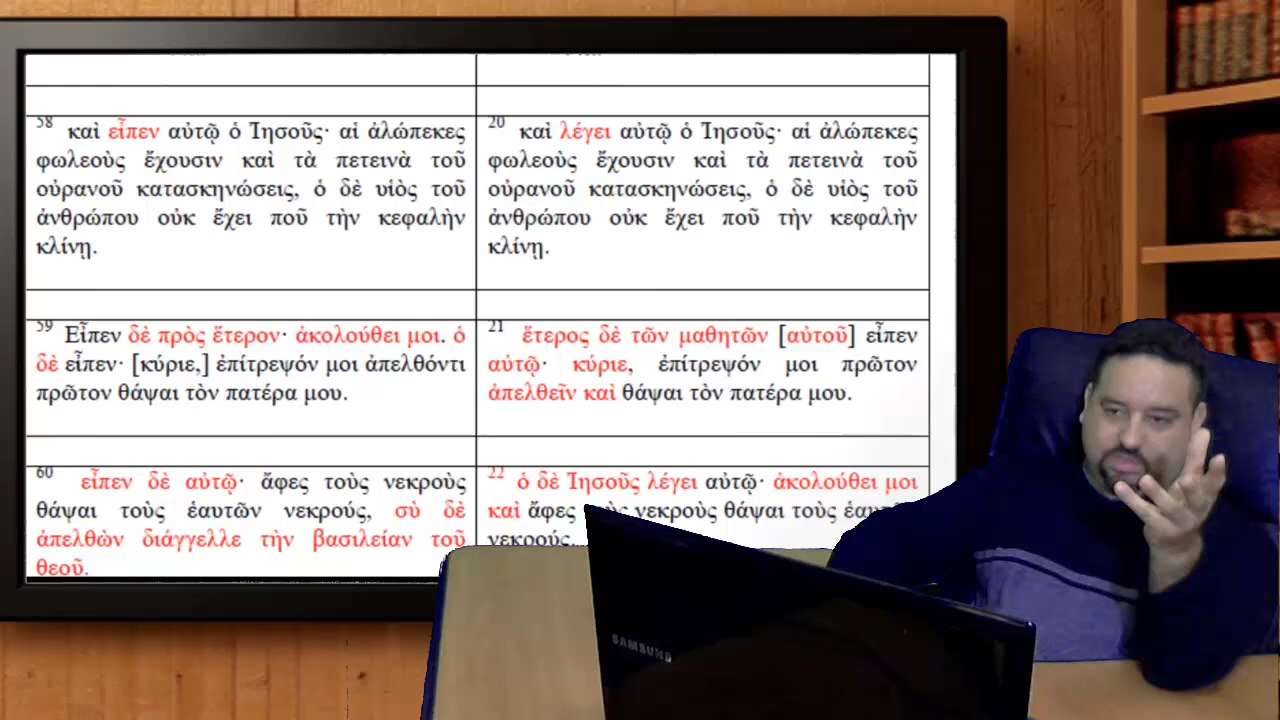 58 καὶ εἶπεν αὐτῷ ὁ Ἰησοῦς· αἱ ἀλώπεκες
φωλεοὺς ἔχουσιν καὶ τὰ πετεινὰ τοῦ
οὐρανοῦ κατασκηνώσεις, ὁ δὲ υἱὸς τοῦ
ἀνθρώπου οὐκ ἔχει ποῦ τὴν κεφαλὴν
κλίνῃ.
20 καὶ λέγει αὐτῷ ὁ Ἰησοῦς· αἱ ἀλώπεκες
φωλεοὺς ἔχουσιν καὶ τὰ πετεινὰ τοῦ
οὐρανοῦ κατασκηνώσεις, ὁ δὲ υἱὸς τοῦ
ἀνθρώπου οὐκ ἔχει ποῦ τὴν κεφαλὴν
κλίνῃ.
59 Εἶπεν δὲ πρὸς ἕτερον· ἀκολούθει μοι. ὁ
δὲ εἶπεν· [κύριε,] ἐπίτρεψόν μοι ἀπελθόντι
πρῶτον θάψαι τὸν πατέρα μου.
21 ἕτερος δὲ τῶν μαθητῶν [αὐτοῦ] εἶπεν
αὐτῷ· κύριε, ἐπίτρεψόν μοι πρῶτον
ἀπελθεῖν καὶ θάψαι τὸν πατέρα μου.
60 εἶπεν δὲ αὐτῷ· ἄφες τοὺς νεκροὺς
θάψαι τοὺς ἑαυτῶν νεκρούς, σὺ δὲ
ἀπελθὼν διάγγελλε τὴν βασιλείαν τοῦ
θεοῦ.
22 ὁ δὲ Ἰησοῦς λέγει αὐτῷ· ἀκολούθει μοι
καὶ ἄφες νεκροὺς θάψαι τοὺς
νεκρούς.
SAMSUNG